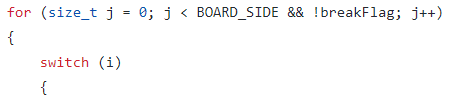 for (size_t j = 0; j < BOARD_SIDE && !breakFlag; j++)
{
    switch (i)
    {